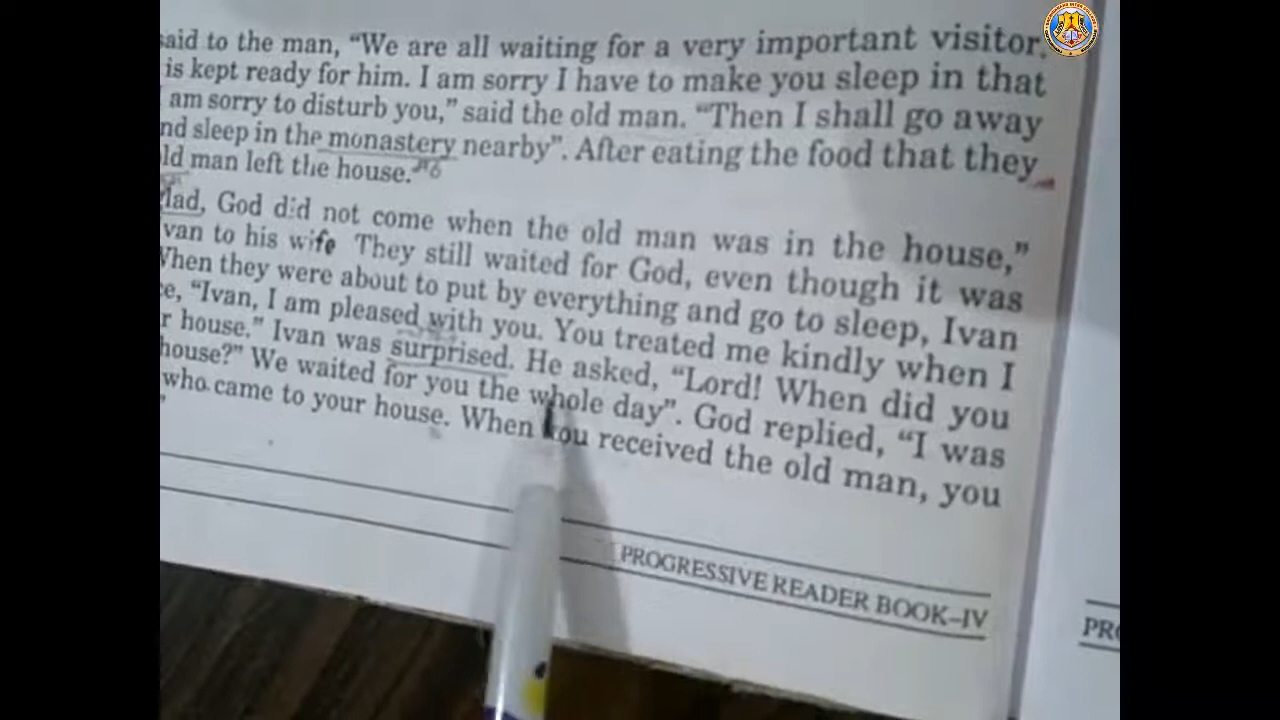 said to the man, “We are all waiting for a very important visitor.
is kept ready for him. I am sorry I have to make you sleep in that
am sorry to disturb you,” said the old man. “Then I shall go away
nd sleep in the monastery nearby”. After eating the food that they
ld man left the house.”
lad, God did not come when the old man was in the house,”
van to his wife They still waited for God, even though it was
When they were about to put by everything and go to sleep, Ivan
ce, “Ivan, I am pleased with you. You treated me kindly when I
r house.” Ivan was surprised. He asked, “Lord! When did you
house?” We waited for you the whole day”. God replied, “I was
who came to your house. When you received the old man, you
PROGRESSIVE READER BOOK–IV
PR